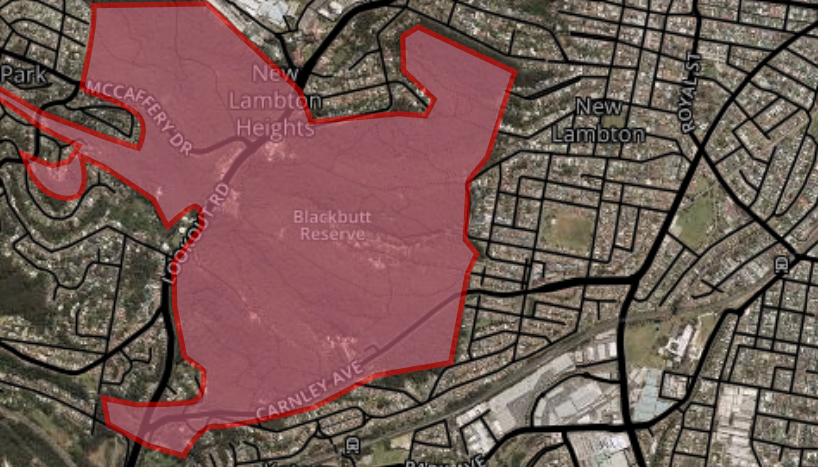 Park
MCCAFFERY DR
New
Lambton
Heights
New
Lambton
ROYAL ST
LOOKOUT RD
Blackbutt
Reserve
CARNLEY AVE